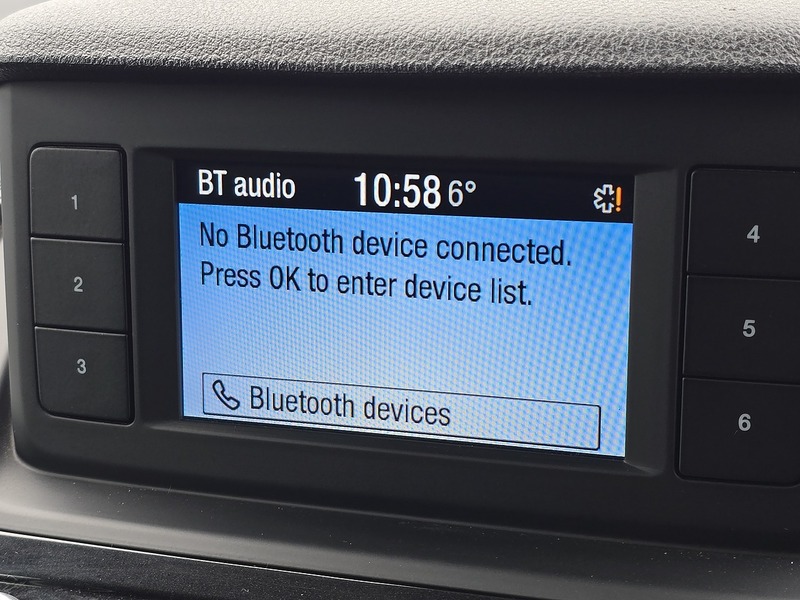 BT audio 10:58 6°
No Bluetooth device connected.
Press OK to enter device list.
Bluetooth devices
1
2
3
4
5
6